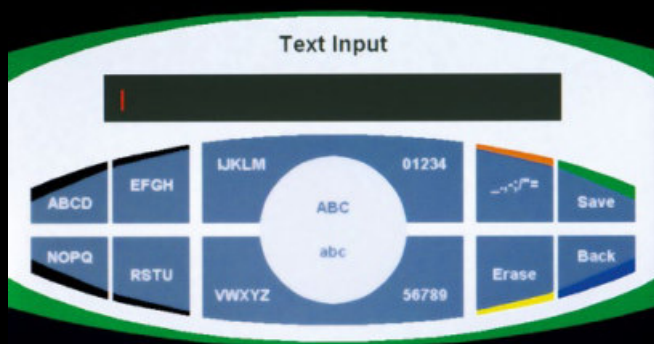 Text Input
IJKLM 01234
ABCD EFGH _.,-:;/"= Save
ABC
abc
NOPQ RSTU Erase Back
VWXYZ 56789